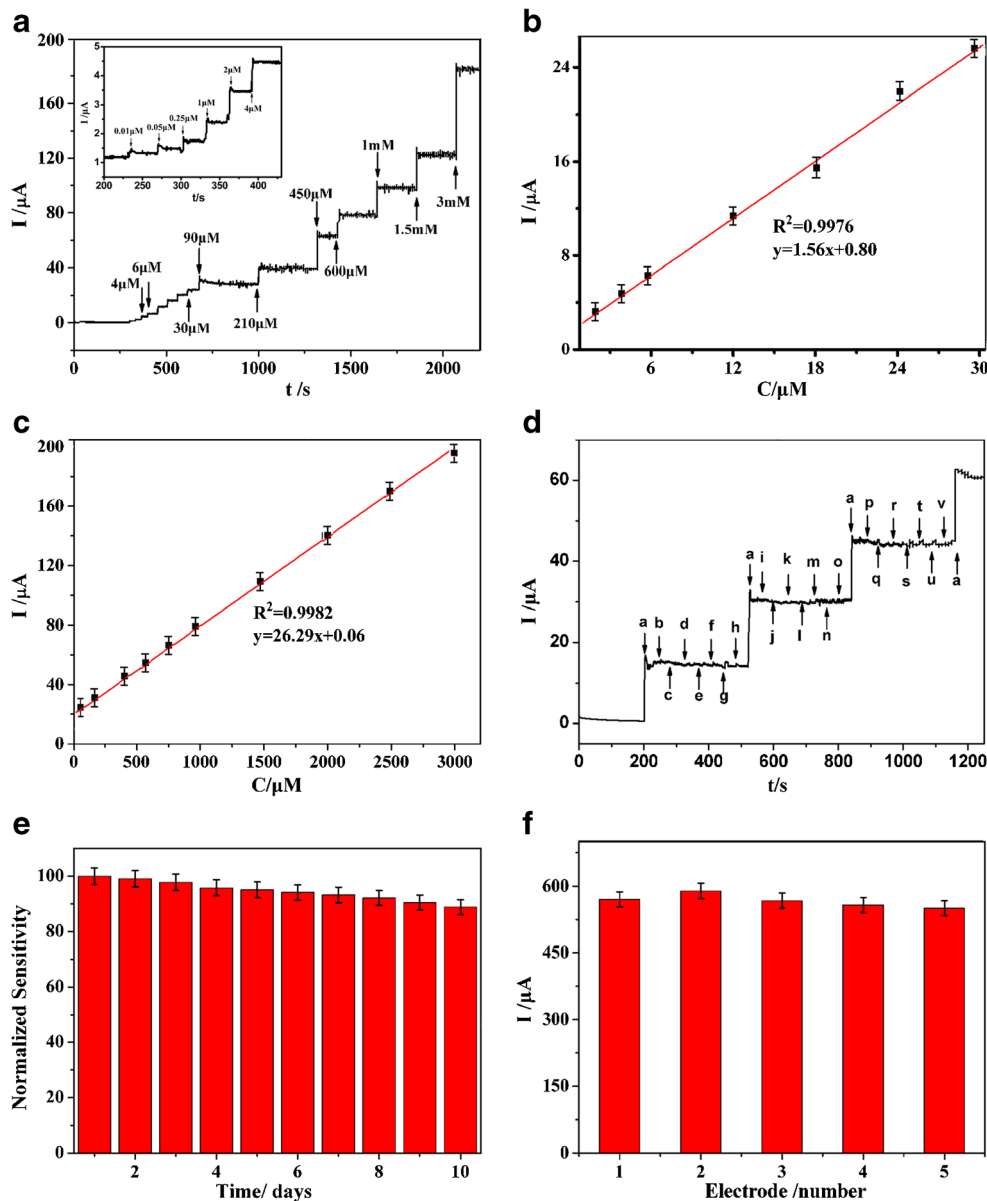 a
200
160
120
80
40
0
I /μA
0
500
1000
1500
2000
t /s
4μM
6μM
90μM
30μM
210μM
450μM
600μM
1mM
1.5mM
3mM
5
4
3
2
1
I /μA
200
250
300
350
400
t/s
0.01μM
0.05μM
0.25μM
1μM
2μM
4μM
b
24
16
8
0
I /μA
6
12
18
24
30
C/μM
R²=0.9976
y=1.56x+0.80
c
200
160
120
80
40
0
I /μA
0
500
1000
1500
2000
2500
3000
C/μM
R²=0.9982
y=26.29x+0.06
d
60
40
20
0
I /μA
0
200
400
600
800
1000
1200
t/s
a b d f h
c e g
a i k m o
j l n
a p r t v
q s u a
e
100
80
60
40
20
0
Normalized Sensitivity
2
4
6
8
10
Time/ days
f
600
450
300
150
0
I /μA
1
2
3
4
5
Electrode /number